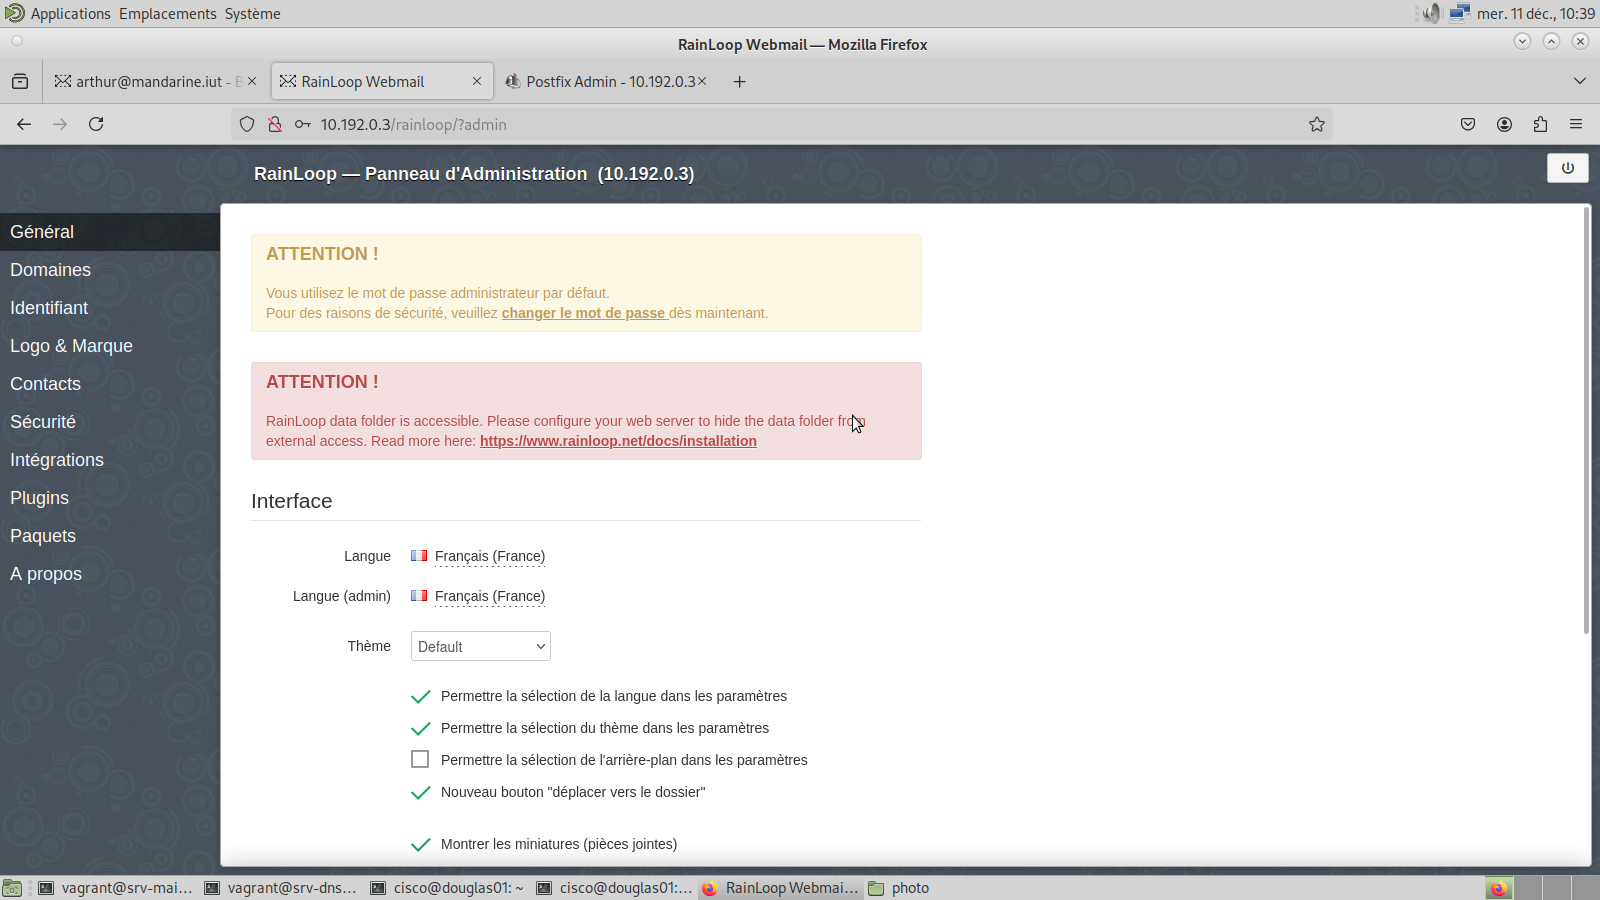 Applications Emplacements Système
mer. 11 déc., 10:39
RainLoop Webmail — Mozilla Firefox
arthur@mandarine.iut -
RainLoop Webmail
Postfix Admin - 10.192.0.3
10.192.0.3/rainloop/?admin
RainLoop — Panneau d'Administration (10.192.0.3)
Général
Domaines
Identifiant
Logo & Marque
Contacts
Sécurité
Intégrations
Plugins
Paquets
A propos
ATTENTION !
Vous utilisez le mot de passe administrateur par défaut.
Pour des raisons de sécurité, veuillez changer le mot de passe dès maintenant.
ATTENTION !
RainLoop data folder is accessible. Please configure your web server to hide the data folder from
external access. Read more here: https://www.rainloop.net/docs/installation
Interface
Langue Français (France)
Langue (admin) Français (France)
Thème Default
Permettre la sélection de la langue dans les paramètres
Permettre la sélection du thème dans les paramètres
Permettre la sélection de l'arrière-plan dans les paramètres
Nouveau bouton "déplacer vers le dossier"
Montrer les miniatures (pièces jointes)
vagrant@srv-mai...
vagrant@srv-dns...
cisco@douglas01: ~
cisco@douglas01:...
RainLoop Webmai...
photo